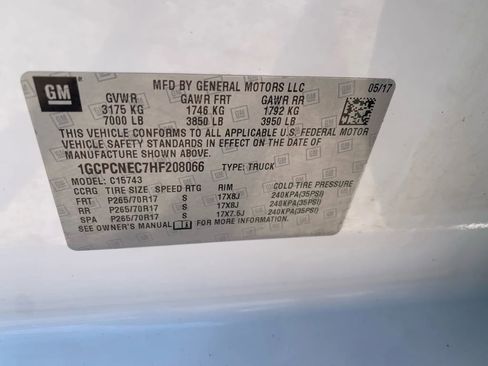 GM
MFD BY GENERAL MOTORS LLC
05/17
GVWR GAWR FRT GAWR RR
3175 KG 1746 KG 1792 KG
7000 LB 3850 LB 3950 LB
THIS VEHICLE CONFORMS TO ALL APPLICABLE U.S. FEDERAL MOTOR
VEHICLE SAFETY STANDARDS IN EFFECT ON THE DATE OF
MANUFACTURE SHOWN ABOVE.
1GCPCNEC7HF208066 TYPE: TRUCK
MODEL: C15743
CCRG TIRE SIZE SPEED RTG RIM COLD TIRE PRESSURE
FRT P265/70R17 S 17X8J 240KPA(35PSI)
RR P265/70R17 S 17X8J 240KPA(35PSI)
SPA P265/70R17 S 17X7.5J 240KPA(35PSI)
SEE OWNER'S MANUAL FOR MORE INFORMATION.